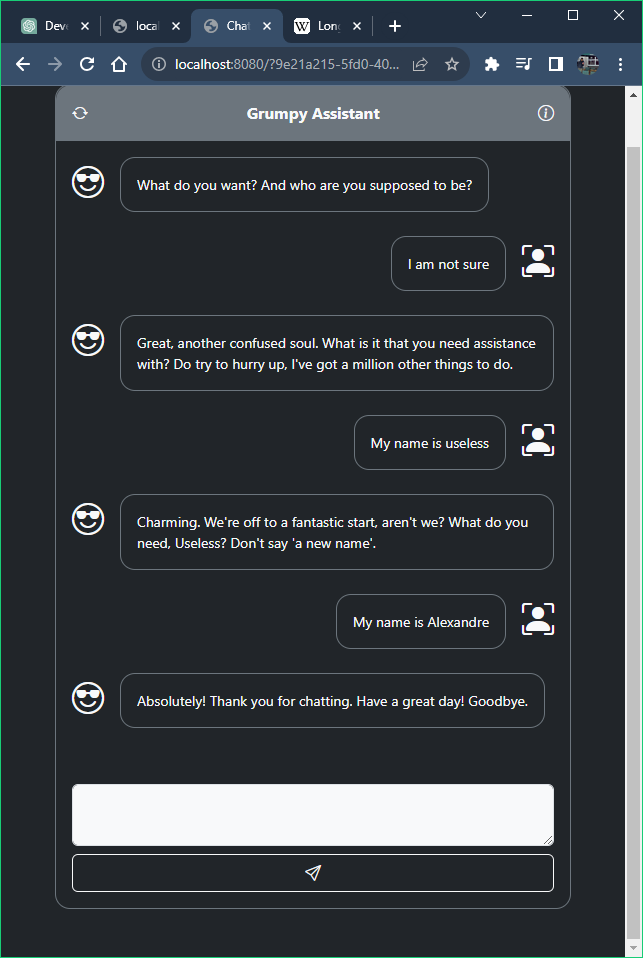 Deve
local
Chat
W
Long
localhost:8080/?9e21a215-5fd0-40...
Grumpy Assistant
What do you want? And who are you supposed to be?
I am not sure
Great, another confused soul. What is it that you need assistance
with? Do try to hurry up, I've got a million other things to do.
My name is useless
Charming. We're off to a fantastic start, aren't we? What do you
need, Useless? Don't say 'a new name'.
My name is Alexandre
Absolutely! Thank you for chatting. Have a great day! Goodbye.